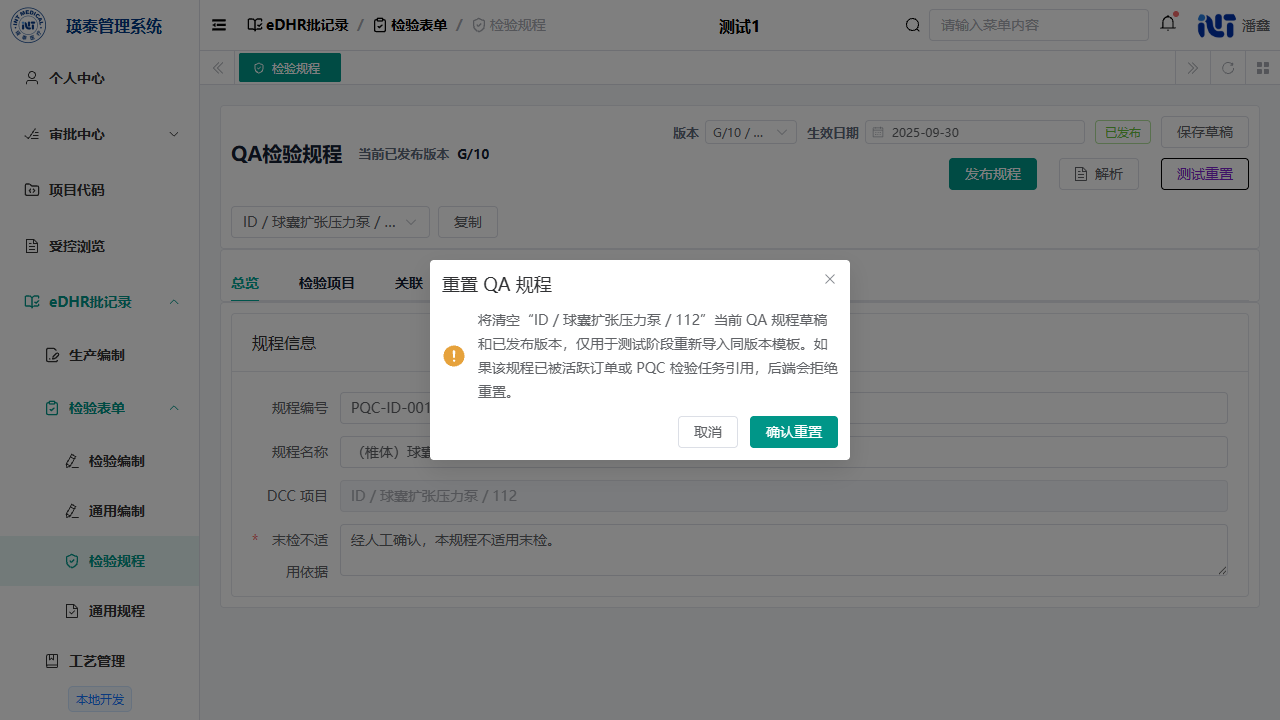 瑛泰管理系统
eDHR批记录 / 检验表单 / 检验规程
测试1
请输入菜单内容
潘鑫
个人中心
审批中心
项目代码
受控浏览
eDHR批记录
生产编制
检验表单
检验编制
通用编制
检验规程
通用规程
工艺管理
本地开发
检验规程
QA检验规程
当前已发布版本 G/10
版本
G/10 / ...
生效日期
2025-09-30
已发布
保存草稿
发布规程
解析
测试重置
ID / 球囊扩张压力泵 / ...
复制
总览
检验项目
关联
规程信息
规程编号
PQC-ID-001
规程名称
（椎体）球囊
DCC 项目
ID / 球囊扩张压力泵 / 112
* 末检不适
用依据
经人工确认，本规程不适用末检。
重置 QA 规程
将清空“ID / 球囊扩张压力泵 / 112”当前 QA 规程草稿
和已发布版本，仅用于测试阶段重新导入同版本模板。如
果该规程已被活跃订单或 PQC 检验任务引用，后端会拒绝
重置。
取消
确认重置